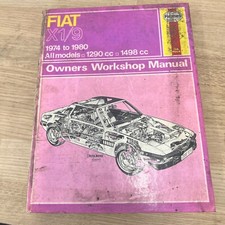 FIAT
X1/9
1974 to 1980
All models □ 1290 cc □ 1498 cc
Owners Workshop Manual